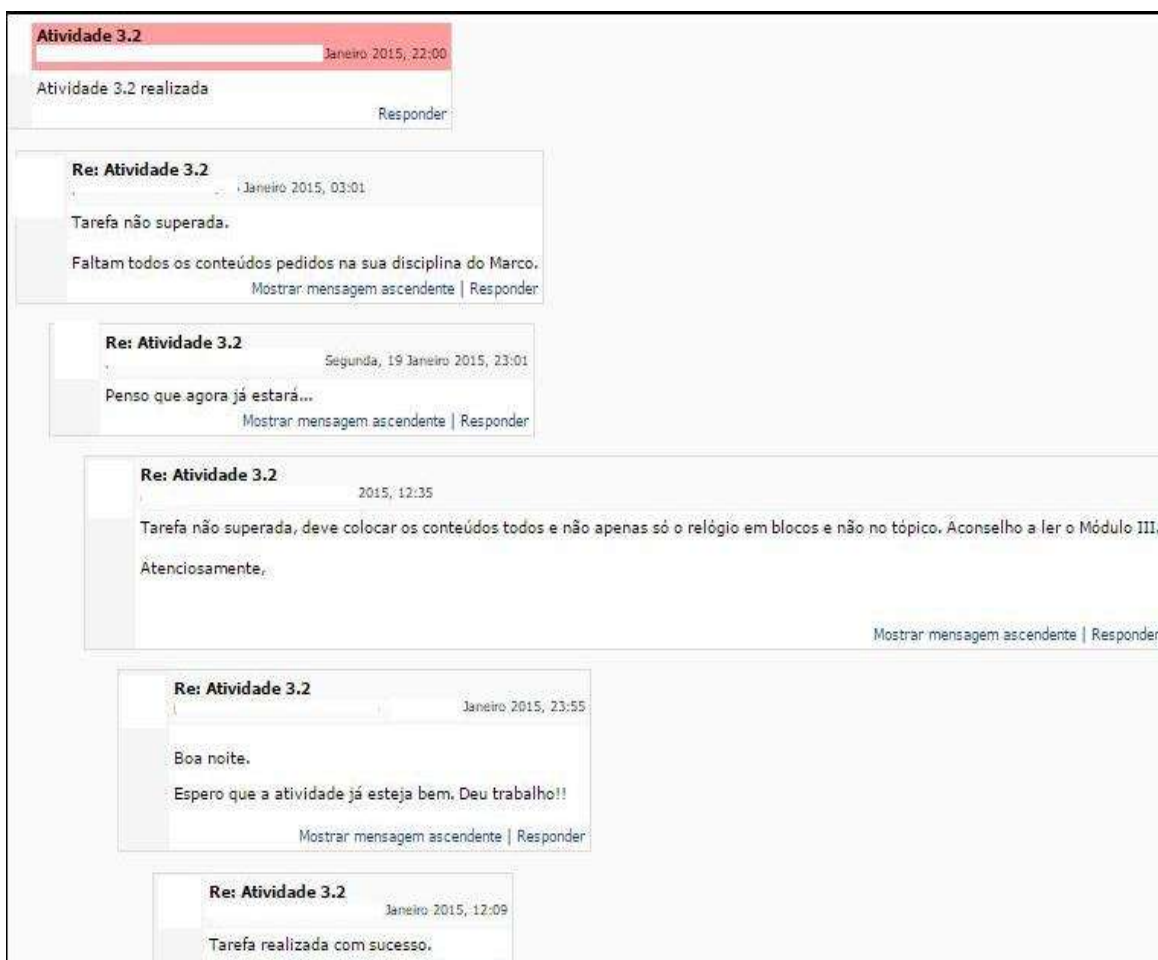 Atividade 3.2
Janeiro 2015, 22:00
Atividade 3.2 realizada
Responder
Re: Atividade 3.2
Janeiro 2015, 03:01
Tarefa não superada.
Faltam todos os conteúdos pedidos na sua disciplina do Marco.
Mostrar mensagem ascendente | Responder
Re: Atividade 3.2
Segunda, 19 Janeiro 2015, 23:01
Penso que agora já estará...
Mostrar mensagem ascendente | Responder
Re: Atividade 3.2
2015, 12:35
Tarefa não superada, deve colocar os conteúdos todos e não apenas só o relógio em blocos e não no tópico. Aconselho a ler o Módulo III.
Atenciosamente,
Mostrar mensagem ascendente | Responder
Re: Atividade 3.2
Janeiro 2015, 23:55
Boa noite.
Espero que a atividade já esteja bem. Deu trabalho!!
Mostrar mensagem ascendente | Responder
Re: Atividade 3.2
Janeiro 2015, 12:09
Tarefa realizada com sucesso.